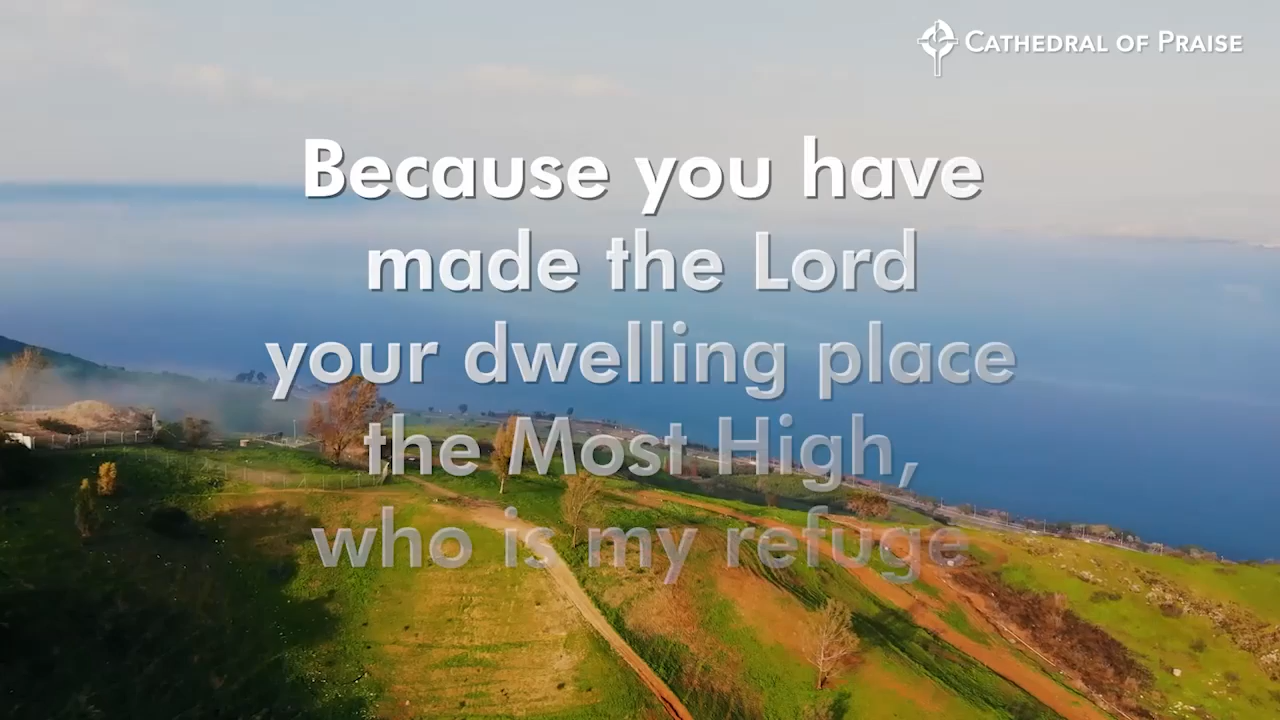 CATHEDRAL OF PRAISE
Because you have
made the Lord
your dwelling place
the Most High,
who is my refuge